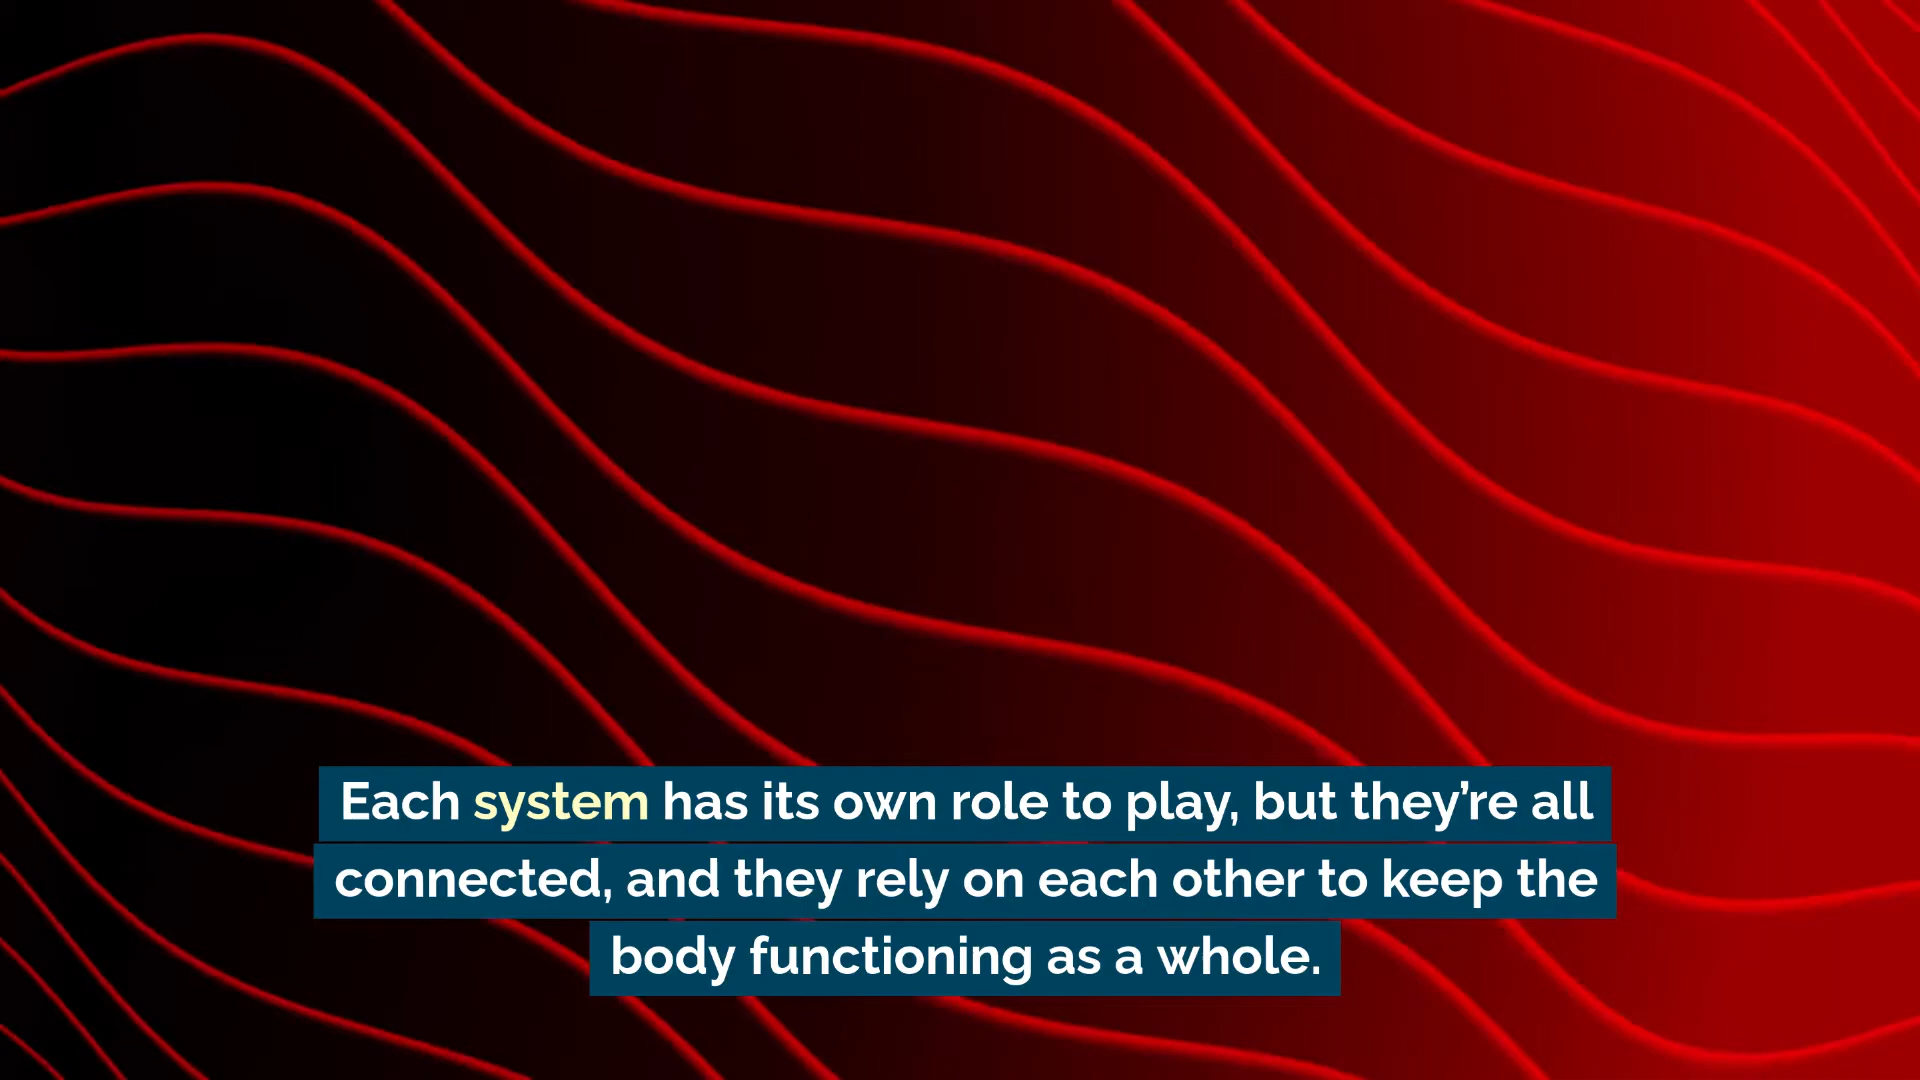 Each system has its own role to play, but they’re all
connected, and they rely on each other to keep the
body functioning as a whole.